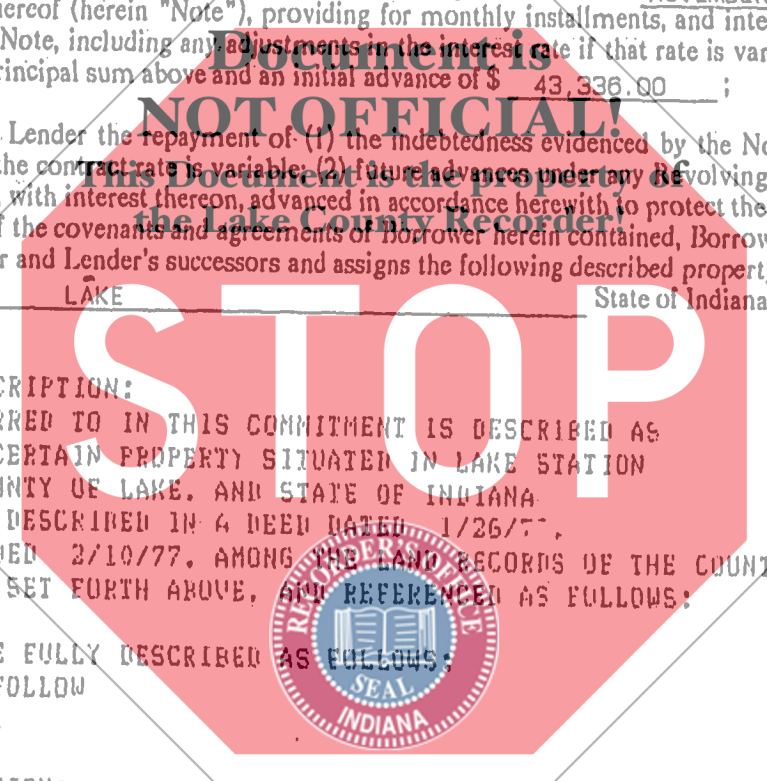 hereof (herein "Note"), providing for monthly installments, and inte
Note, including any adjustments in the interest rate if that rate is var
rincipal sum above and an initial advance of $ 43,336.00 ;
Document is
NOT OFFICIAL!
This Document is the property of
the Lake County Recorder!
Lender the repayment of (1) the indebtedness evidenced by the No
the contract rate is variable; (2) future advances under any Revolving
with interest thereon, advanced in accordance herewith to protect the
f the covenants and agreements of Borrower herein contained, Borrow
r and Lender's successors and assigns the following described propert
LAKE State of Indiana
STOP
CRIPTION:
RRED TO IN THIS COMMITMENT IS DESCRIBED AS
CERTAIN PROPERTY SITUATED IN LAKE STATION
UNTY OF LAKE, AND STATE OF INDIANA
DESCRIBED IN A DEED DATED 1/26/
ED 2/10/77, AMONG THE LAND RECORDS OF THE COUNT
SET FORTH ABOVE, AND REFERENCED AS FOLLOWS:
E FULLY DESCRIBED AS FOLLOWS:
FOLLOW
RECORDER'S OFFICE
SEAL
INDIANA